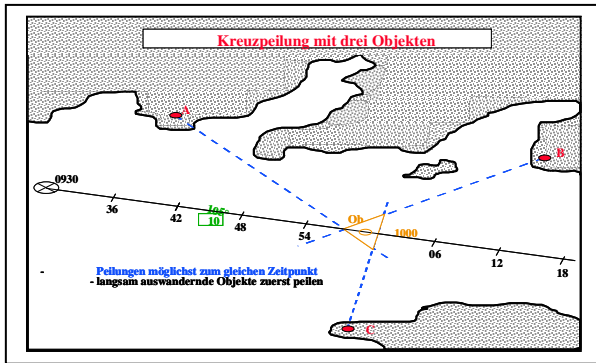 Kreuzpeilung mit drei Objekten
A
B
0930
36
42
10
48
54
Ob
1000
06
12
18
- Peilungen möglichst zum gleichen Zeitpunkt
- langsam auswandernde Objekte zuerst peilen
C